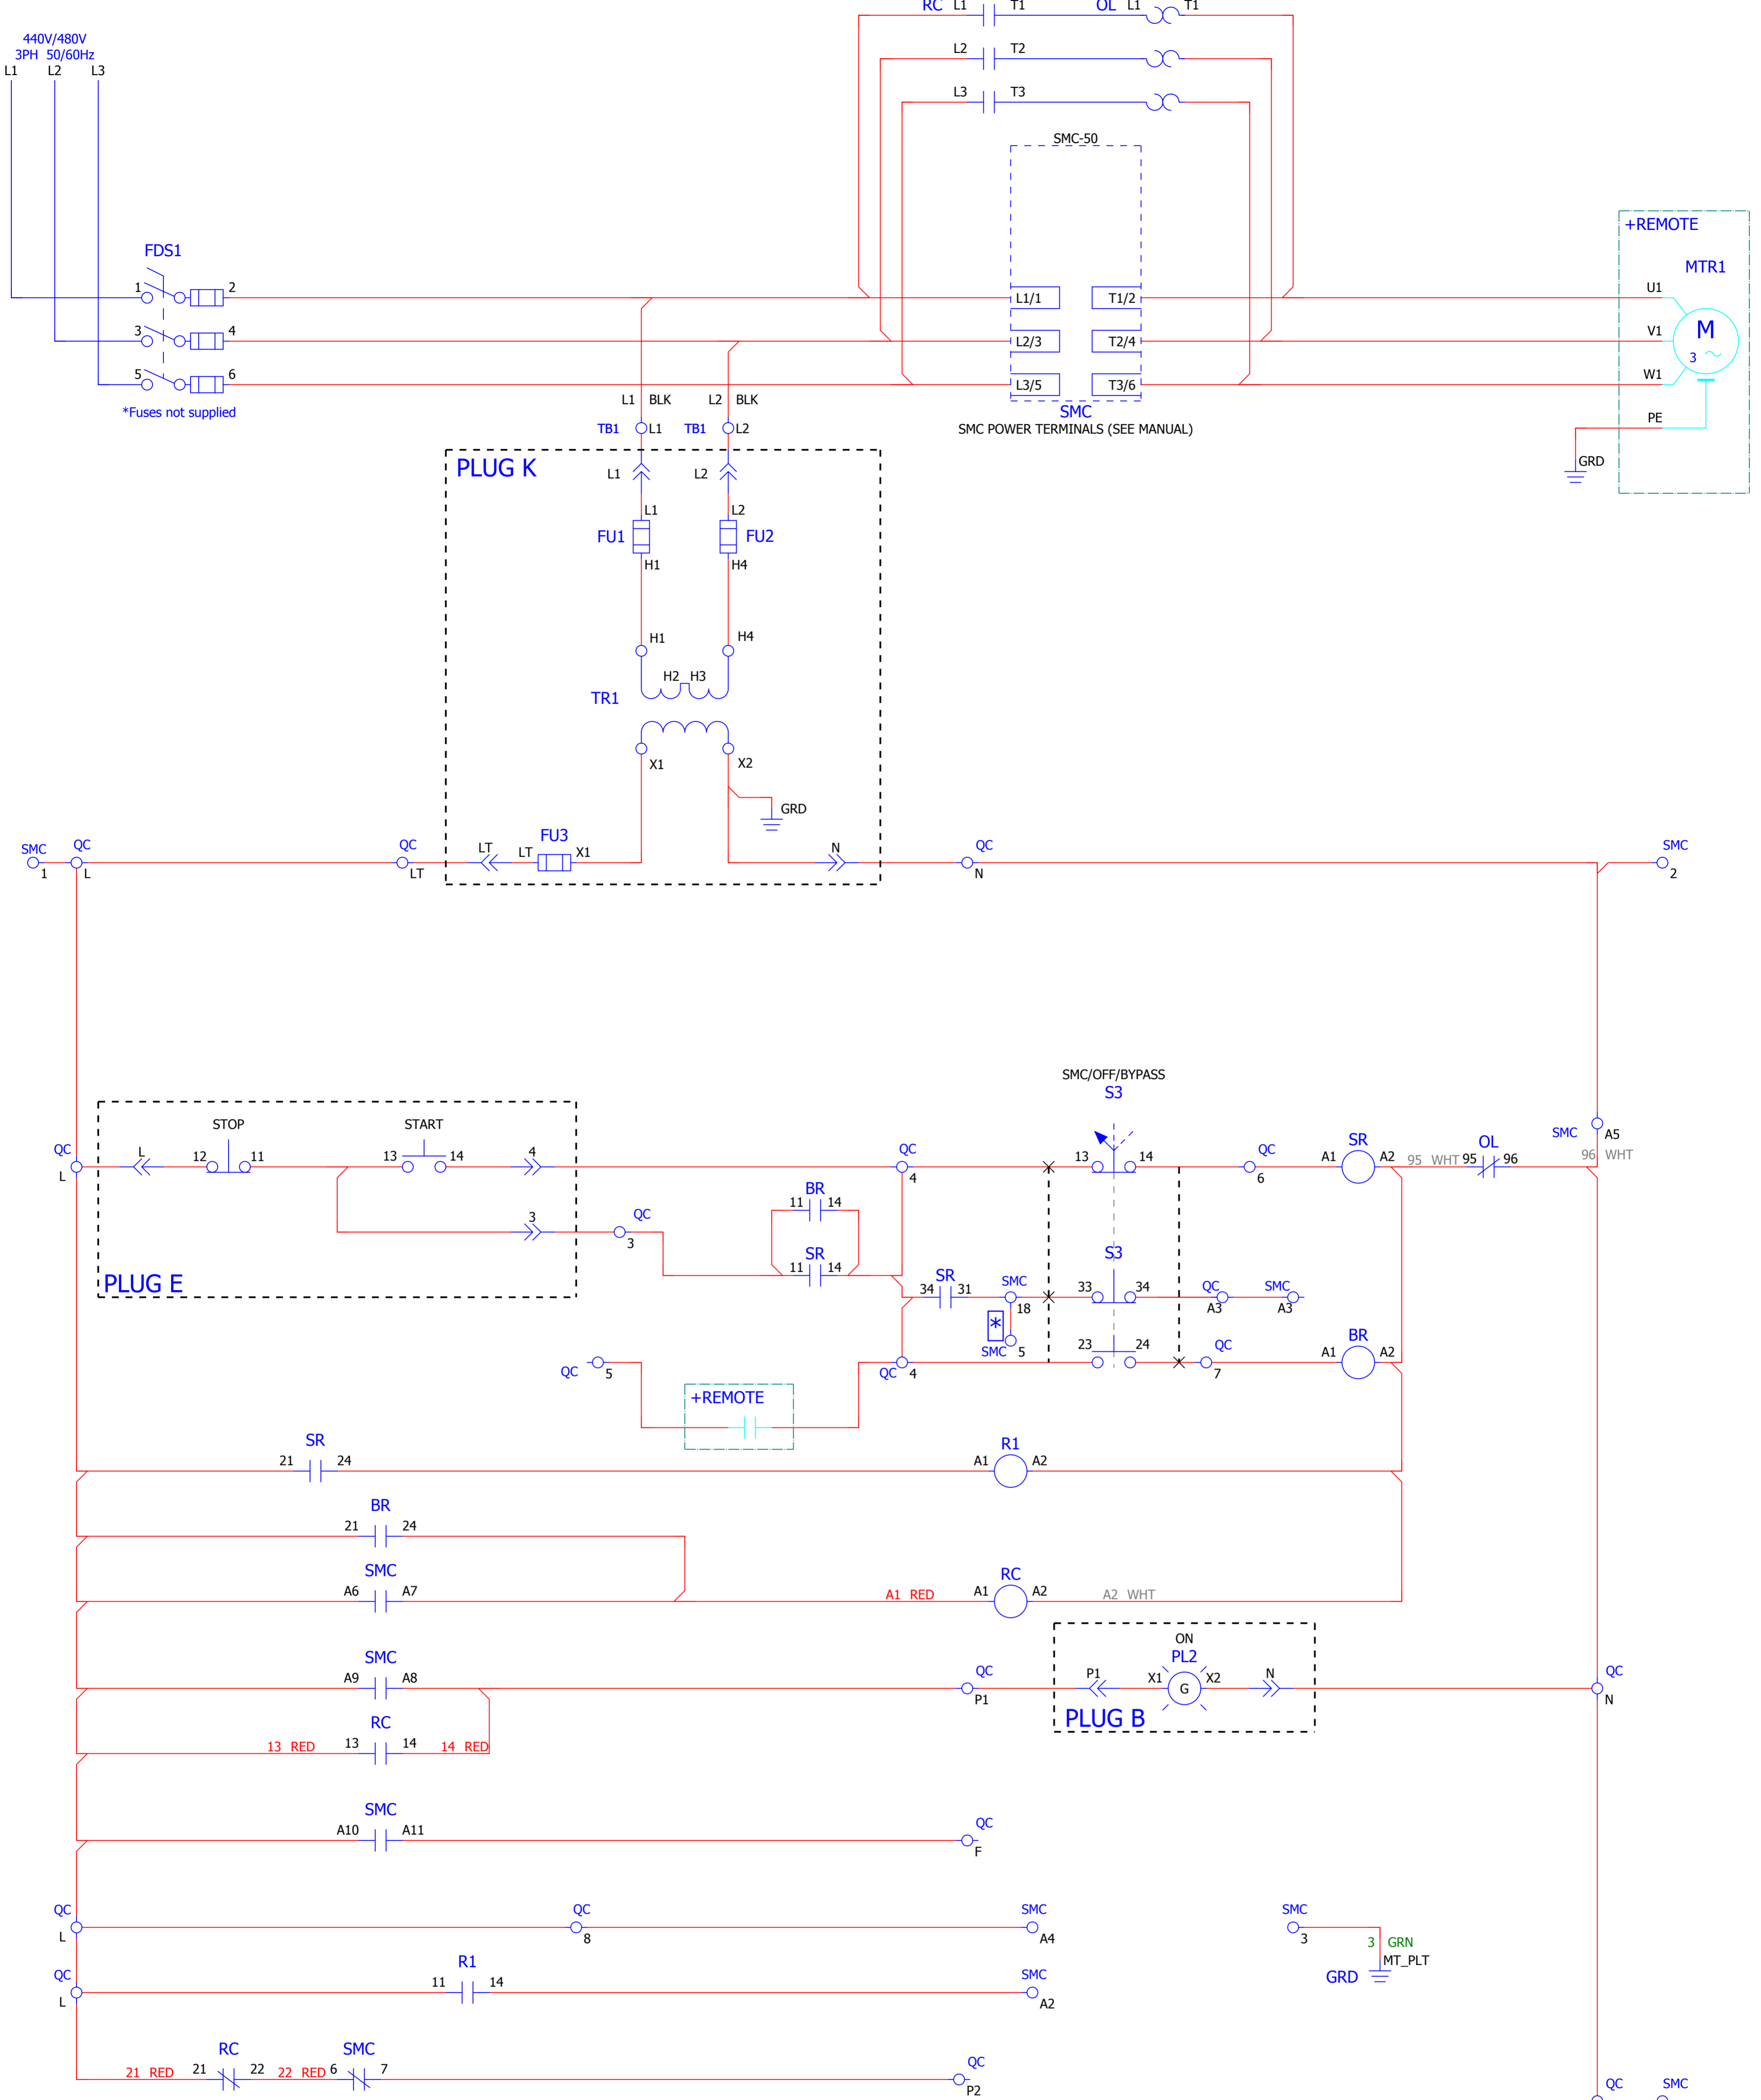 RC L1 T1 OL L1 T1
440V/480V
3PH 50/60Hz
L1 L2 L3
L2 T2
L3 T3
SMC-50
+REMOTE
FDS1
MTR1
1 2 L1/1 T1/2 U1
3 4 L2/3 T2/4 V1 M
3
5 6 L3/5 T3/6 W1
*Fuses not supplied
L1 BLK L2 BLK
SMC
PE
TB1 L1 TB1 L2
SMC POWER TERMINALS (SEE MANUAL)
GRD
PLUG K
L1 L2
L1 L2
FU1 FU2
H1 H4
H1 H4
H2 H3
TR1
X1 X2
GRD
SMC QC QC LT LT FU3 X1 N QC SMC
1 L LT N 2
SMC/OFF/BYPASS
S3
STOP START
QC L 12 11 13 14 4 QC 13 14 QC SR A1 A2 95 WHT 95 OL 96 SMC A5
96 WHT
L 4 6
BR
11 14
3 QC
3
SR
11 14
S3
PLUG E
SR
34 31 SMC 33 34 QC SMC
18 A3 A3
*
SMC 5 23 24 QC BR A1 A2
QC 5 QC 4 7
+REMOTE
SR R1
21 24 A1 A2
BR
21 24
SMC RC
A6 A7 A1 RED A1 A2 A2 WHT
ON
SMC PL2
A9 A8 QC P1 X1 G X2 N QC
P1 N
PLUG B
RC
13 RED 13 14 14 RED
SMC
A10 A11 QC
F
QC QC SMC SMC
L 8 A4 3
3 GRN
MT_PLT
GRD
QC R1 SMC
11 14
L A2
RC SMC
21 RED 21 22 22 RED 6 7 QC
P2
QC SMC